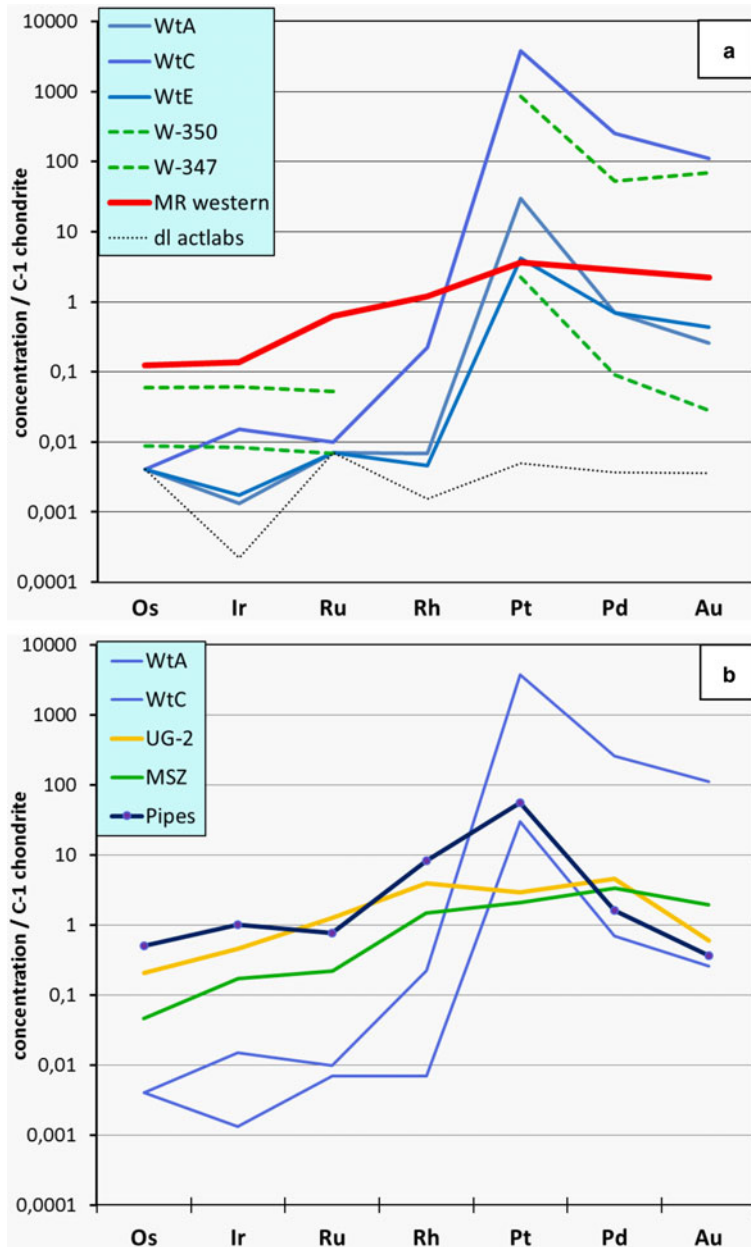 a
WtA
WtC
WtE
W-350
W-347
MR western
dl actlabs
concentration / C-1 chondrite
10000
1000
100
10
1
0,1
0,01
0,001
0,0001
Os Ir Ru Rh Pt Pd Au
b
WtA
WtC
UG-2
MSZ
Pipes
concentration / C-1 chondrite
10000
1000
100
10
1
0,1
0,01
0,001
0,0001
Os Ir Ru Rh Pt Pd Au